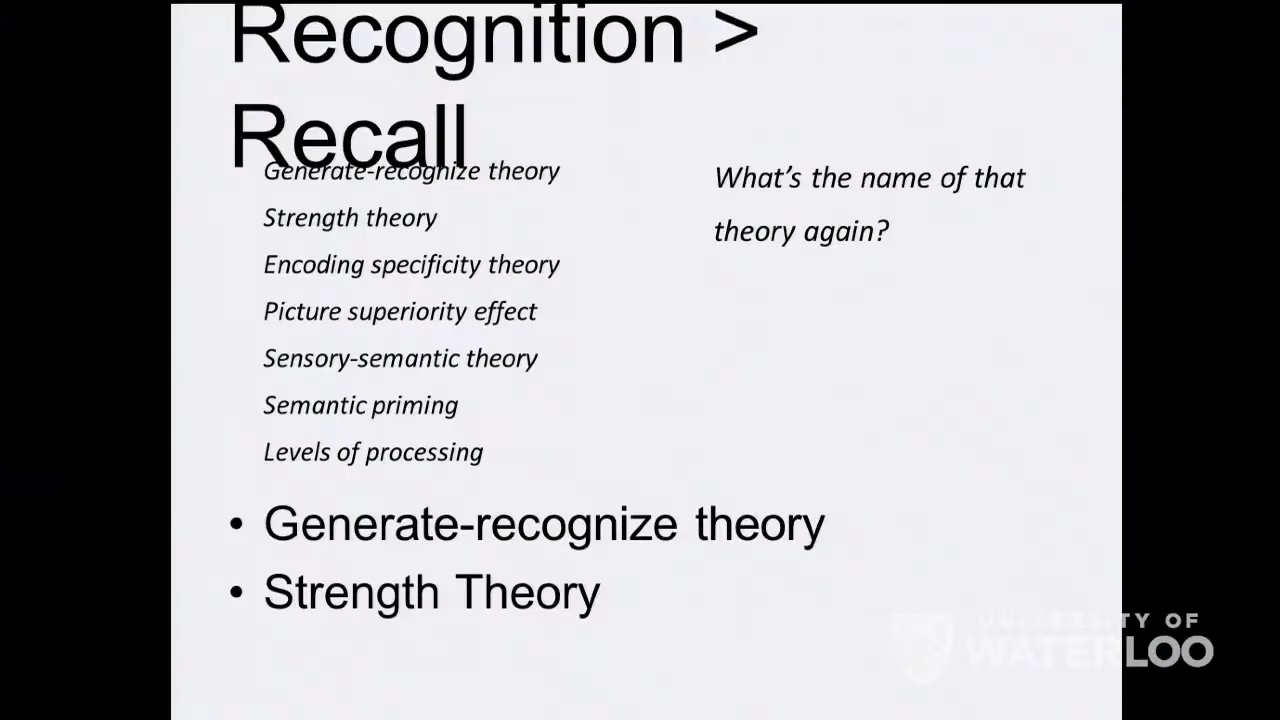 Recognition >
Recall
Generate-recognize theory
Strength theory
Encoding specificity theory
Picture superiority effect
Sensory-semantic theory
Semantic priming
Levels of processing
What's the name of that
theory again?
• Generate-recognize theory
• Strength Theory
UNIVERSITY OF
WATERLOO